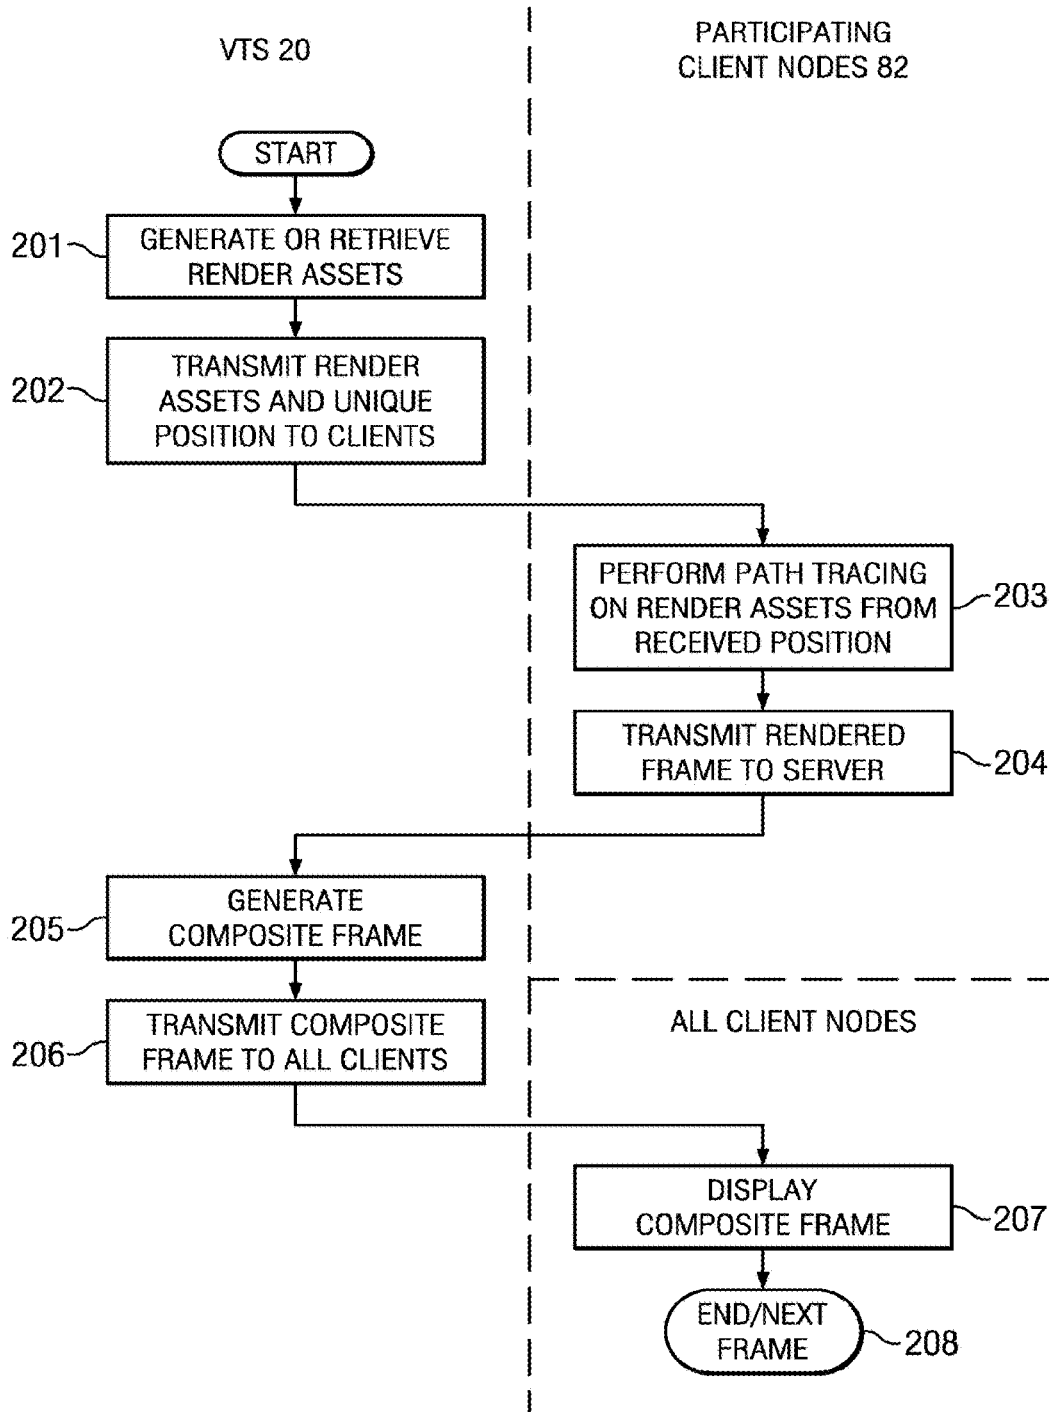 VTS 20
PARTICIPATING
CLIENT NODES 82
START
201
GENERATE OR RETRIEVE
RENDER ASSETS
202
TRANSMIT RENDER
ASSETS AND UNIQUE
POSITION TO CLIENTS
PERFORM PATH TRACING
ON RENDER ASSETS FROM
RECEIVED POSITION
203
TRANSMIT RENDERED
FRAME TO SERVER
204
205
GENERATE
COMPOSITE FRAME
206
TRANSMIT COMPOSITE
FRAME TO ALL CLIENTS
ALL CLIENT NODES
DISPLAY
COMPOSITE FRAME
207
END/NEXT
FRAME
208